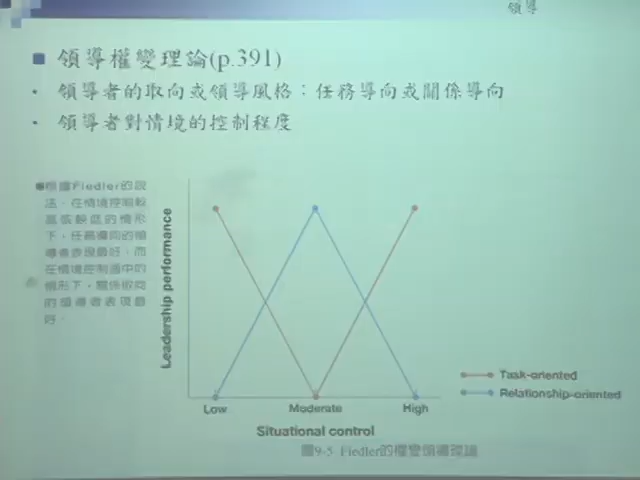 領導
領導權變理論(p.391)
領導者的取向或領導風格：任務導向或關係導向
領導者對情境的控制程度
根據Fiedler的說
法，在情境控制較
高或較低的情形
下，任務導向的領
導者表現最好，而
在情境控制適中的
情形下，關係取向
的領導者表現最
好。
Leadership performance
Low
Moderate
High
Situational control
Task-oriented
Relationship-oriented
圖9-5 Fiedler的權變領導理論